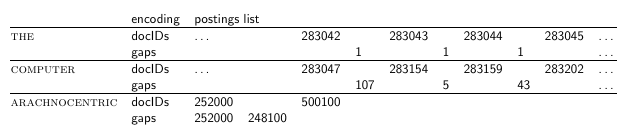 encoding postings list
THE docIDs ... 283042 283043 283044 283045 ...
gaps 1 1 1 ...
COMPUTER docIDs ... 283047 283154 283159 283202 ...
gaps 107 5 43 ...
ARACHNOCENTRIC docIDs 252000 500100
gaps 252000 248100